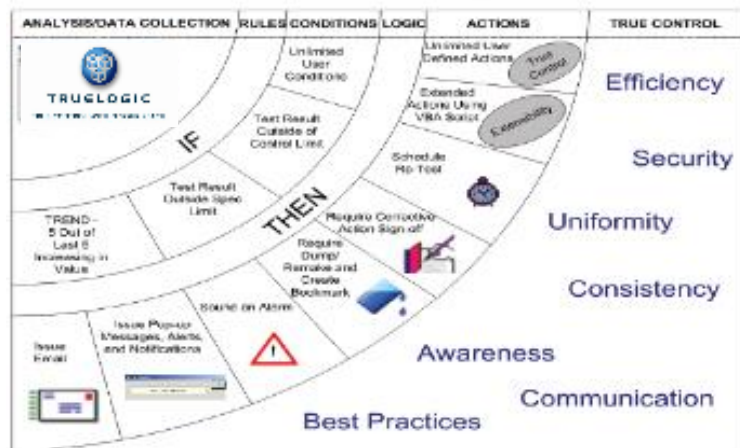 ANALYSIS/DATA COLLECTION
RULES
CONDITIONS
LOGIC
ACTIONS
TRUE CONTROL
TRUELOGIC
IF
Unlimited
User
Conditions
Test Result
Outside of
Control Limit
Test Result
Outside Spec
Limit
TREND -
Out of
Last 6
Increasing in
Value
THEN
Unlimited User
Defined Actions
True
Control
Extended
Actions Using
VBA Script
Extensibility
Schedule
Re-Test
Require Corrective
Action Sign-off
Require
Dump/
Remake and
Create
Bookmark
Sound an Alarm
Issue Pop-up
Messages, Alerts,
and Notifications
Issue
Email
Efficiency
Security
Uniformity
Consistency
Awareness
Communication
Best Practices